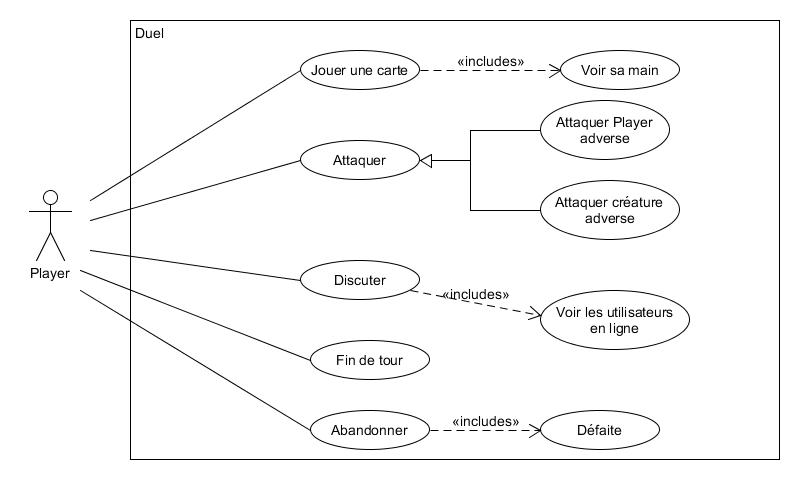 Duel
Jouer une carte
«includes»
Voir sa main
Attaquer Player
adverse
Attaquer
Attaquer créature
adverse
Player
Discuter
«includes»
Voir les utilisateurs
en ligne
Fin de tour
Abandonner
«includes»
Défaite